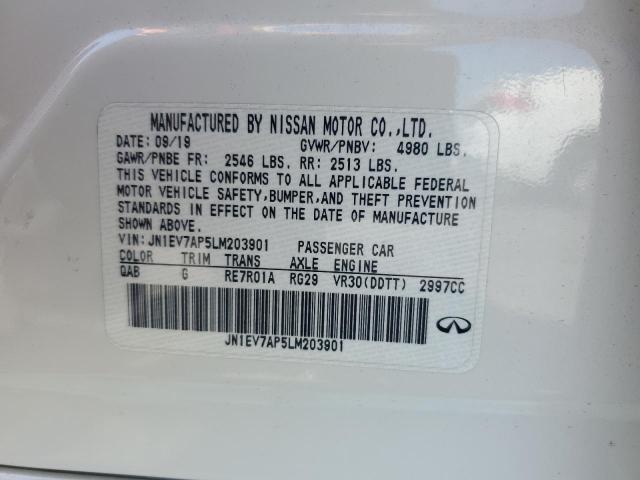 MANUFACTURED BY NISSAN MOTOR CO.,LTD.
DATE: 09/19 GVWR/PNBV: 4980 LBS.
GAWR/PNBE FR: 2546 LBS. RR: 2513 LBS.
THIS VEHICLE CONFORMS TO ALL APPLICABLE FEDERAL
MOTOR VEHICLE SAFETY,BUMPER,AND THEFT PREVENTION
STANDARDS IN EFFECT ON THE DATE OF MANUFACTURE
SHOWN ABOVE.
VIN: JN1EV7AP5LM203901 PASSENGER CAR
COLOR TRIM TRANS AXLE ENGINE
QAB G RE7R01A RG29 VR30(DDTT) 2997CC
JN1EV7AP5LM203901